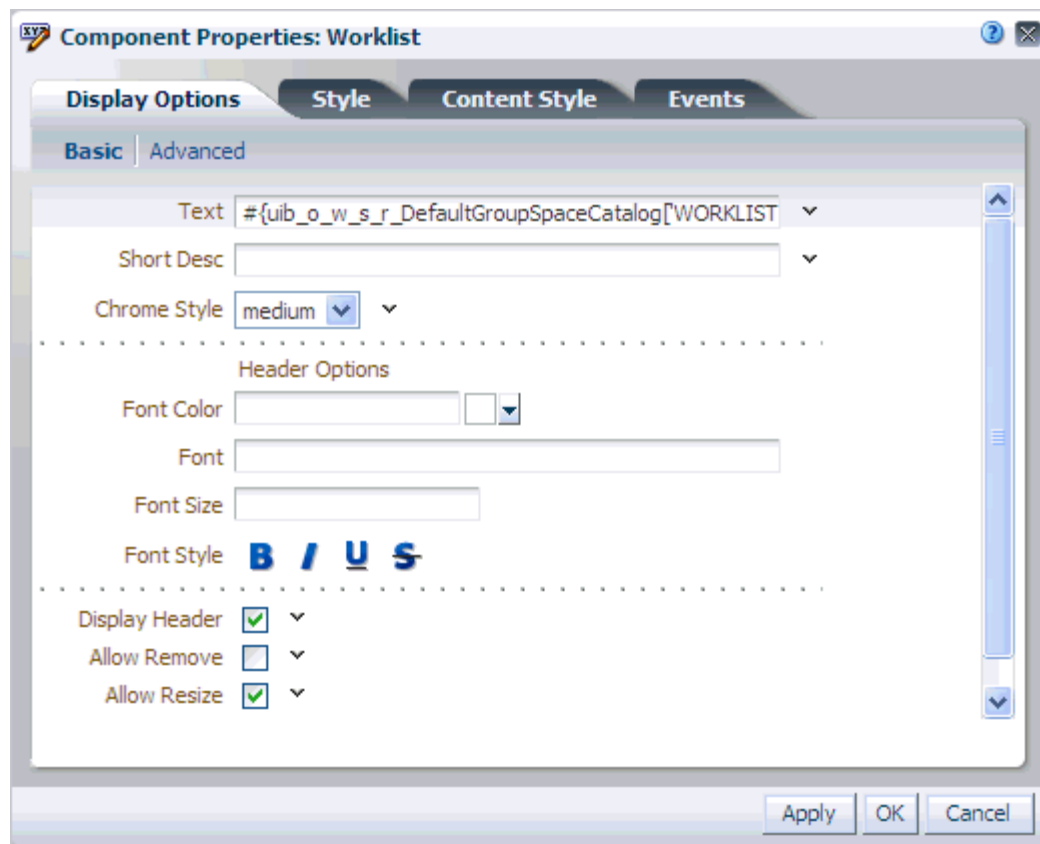 Component Properties: Worklist
Display Options Style Content Style Events
Basic Advanced
Text #{uib_o_w_s_r_DefaultGroupSpaceCatalog['WORKLIST
Short Desc
Chrome Style medium
Header Options
Font Color
Font
Font Size
Font Style B I U S
Display Header
Allow Remove
Allow Resize
Apply OK Cancel